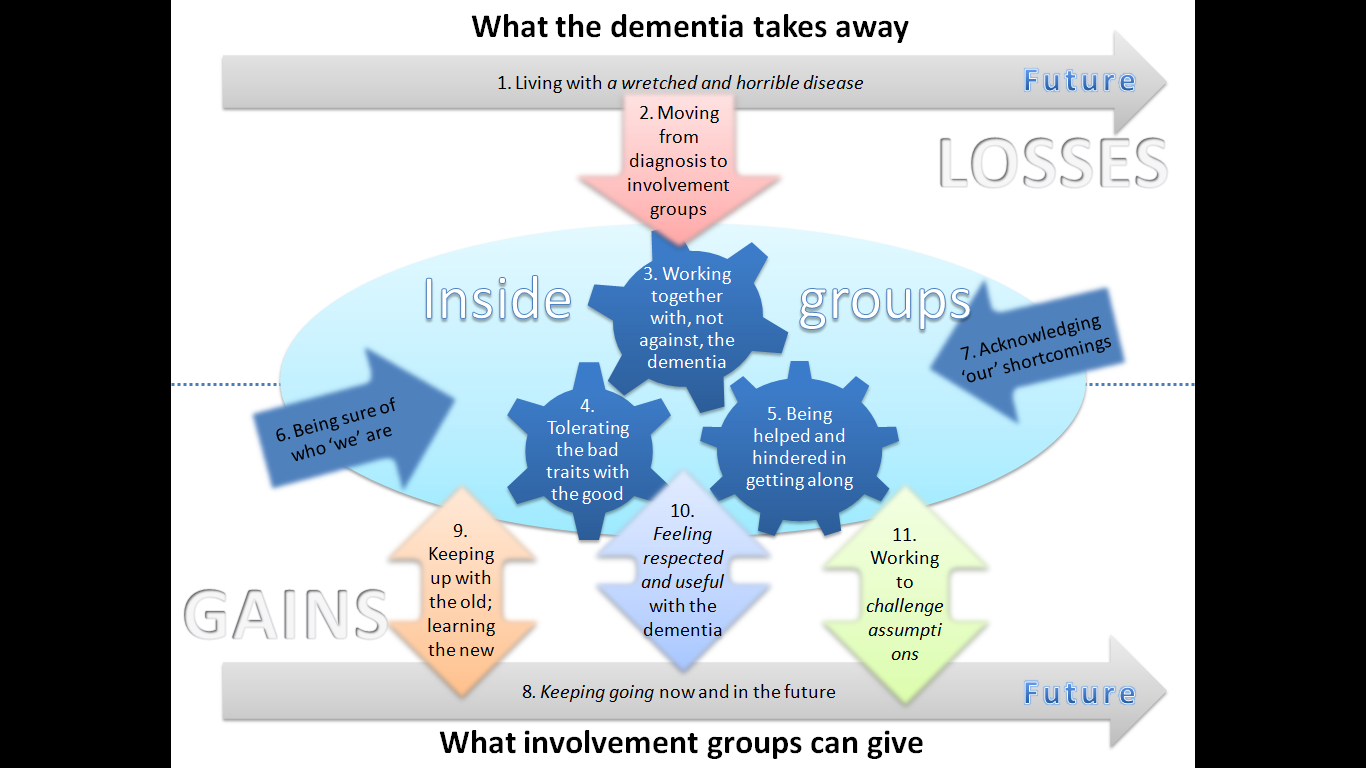 What the dementia takes away
1. Living with a wretched and horrible disease
Future
2. Moving
from
diagnosis to
involvement
groups
LOSSES
Inside
groups
3. Working
together
with, not
against, the
dementia
7. Acknowledging
‘our’ shortcomings
6. Being sure of
who ‘we’ are
4.
Tolerating
the bad
traits with
the good
5. Being
helped and
hindered in
getting along
9.
Keeping
up with
the old;
learning
the new
10.
Feeling
respected
and useful
with the
dementia
11.
Working
to
challenge
assumpti
ons
GAINS
8. Keeping going now and in the future
Future
What involvement groups can give